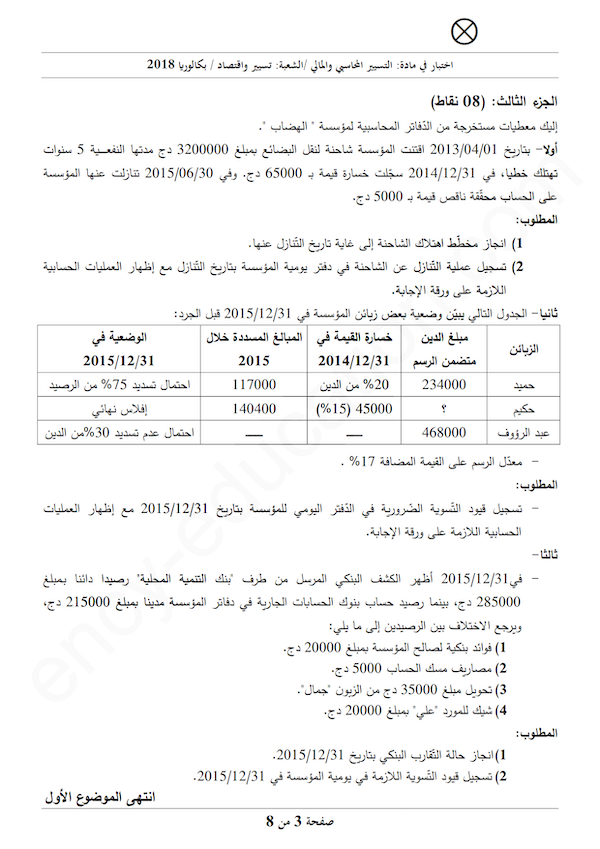 اختبار في مادة: التسيير المحاسبي والمالي /الشعبة: تسيير واقتصاد / بكالوريا 2018
الجزء الثالث: (08 نقاط)
إليك معطيات مستخرجة من الدّفاتر المحاسبية لمؤسسة " الهضاب ".
أولا- بتاريخ 2013/04/01 اقتنت المؤسسة شاحنة لنقل البضائع بمبلغ 3200000 دج مدتها النفعـــية 5 سنوات
تهتلك خطيا، في 2014/12/31 سجّلت خسارة قيمة بـ 65000 دج. وفي 2015/06/30 تنازلت عنها المؤسسة
على الحساب محقّقة ناقص قيمة بـ 5000 دج.
المطلوب:
1) انجاز مخطّط اهتلاك الشاحنة إلى غاية تاريخ التّنازل عنها.
2) تسجيل عملية التّنازل عن الشاحنة في دفتر يومية المؤسسة بتاريخ التّنازل مع إظهار العمليات الحسابية
اللازمة على ورقة الإجابة.
ثانيا- الجدول التالي يبيّن وضعية بعض زبائن المؤسسة في 2015/12/31 قبل الجرد:
الزبائن مبلغ الدين متضمن الرسم خسارة القيمة في 2014/12/31 المبالغ المسددة خلال 2015 الوضعية في 2015/12/31
حميد 234000 20% من الدين 117000 احتمال تسديد 75% من الرصيد
حكيم ؟ 45000 (15%) 140400 إفلاس نهائي
عبد الرؤوف 468000 ــــ ــــ احتمال عدم تسديد 30%من الدين
- معدّل الرسم على القيمة المضافة 17% .
المطلوب:
- تسجيل قيود التّسوية الضّرورية في الدّفتر اليومي للمؤسسة بتاريخ 2015/12/31 مع إظهار العمليات
الحسابية اللازمة على ورقة الإجابة.
ثالثا-
- في2015/12/31 أظهر الكشف البنكي المرسل من طرف "بنك التنمية المحلية" رصيدا دائنا بمبلغ
285000 دج، بينما رصيد حساب بنوك الحسابات الجارية في دفاتر المؤسسة مدينا بمبلغ 215000 دج،
ويرجع الاختلاف بين الرصيدين إلى ما يلي:
1) فوائد بنكية لصالح المؤسسة بمبلغ 20000 دج.
2) مصاريف مسك الحساب 5000 دج.
3) تحويل مبلغ 35000 دج من الزبون "جمال".
4) شيك للمورد "علي" بمبلغ 20000 دج.
المطلوب:
1) انجاز حالة التّقارب البنكي بتاريخ 2015/12/31.
2) تسجيل قيود التّسوية اللازمة في يومية المؤسسة في 2015/12/31.
انتهى الموضوع الأول
صفحة 3 من 8